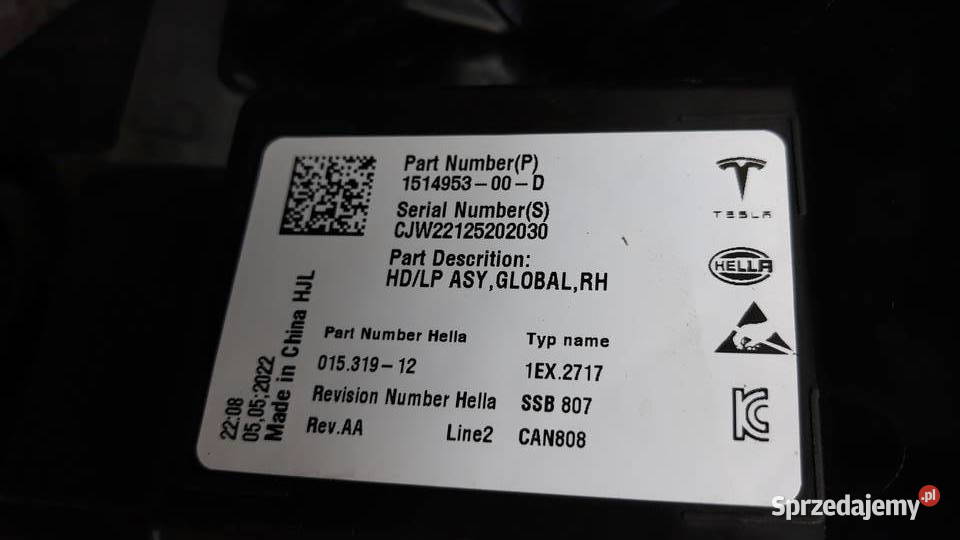 Part Number(P)
1514953-00-D
Serial Number(S)
CJW22125202030
Part Descrition:
HD/LP ASY,GLOBAL,RH
Part Number Hella
Typ name
015.319-12
1EX.2717
Revision Number Hella
SSB 807
Rev.AA
Line2
CAN808
22:08
05,05;2022
Made in China HJL
TESLA
HELLA
KC
Sprzedajemy.pl